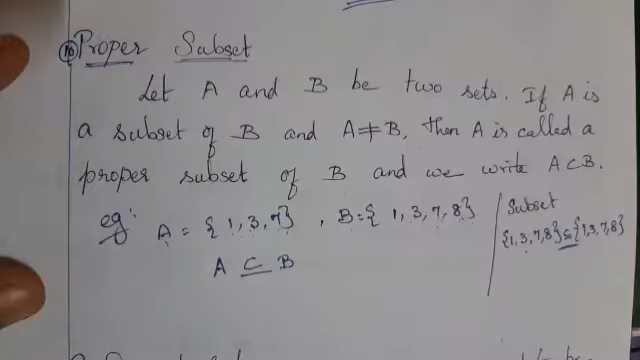 10 Proper Subset
Let A and B be two sets. If A is
a subset of B and A≠B, then A is called a
proper subset of B and we write A⊂B.
eg: A = {1,3,7}, B={1,3,7,8}
A ⊂ B
Subset
{1,3,7,8}⊆{1,3,7,8}